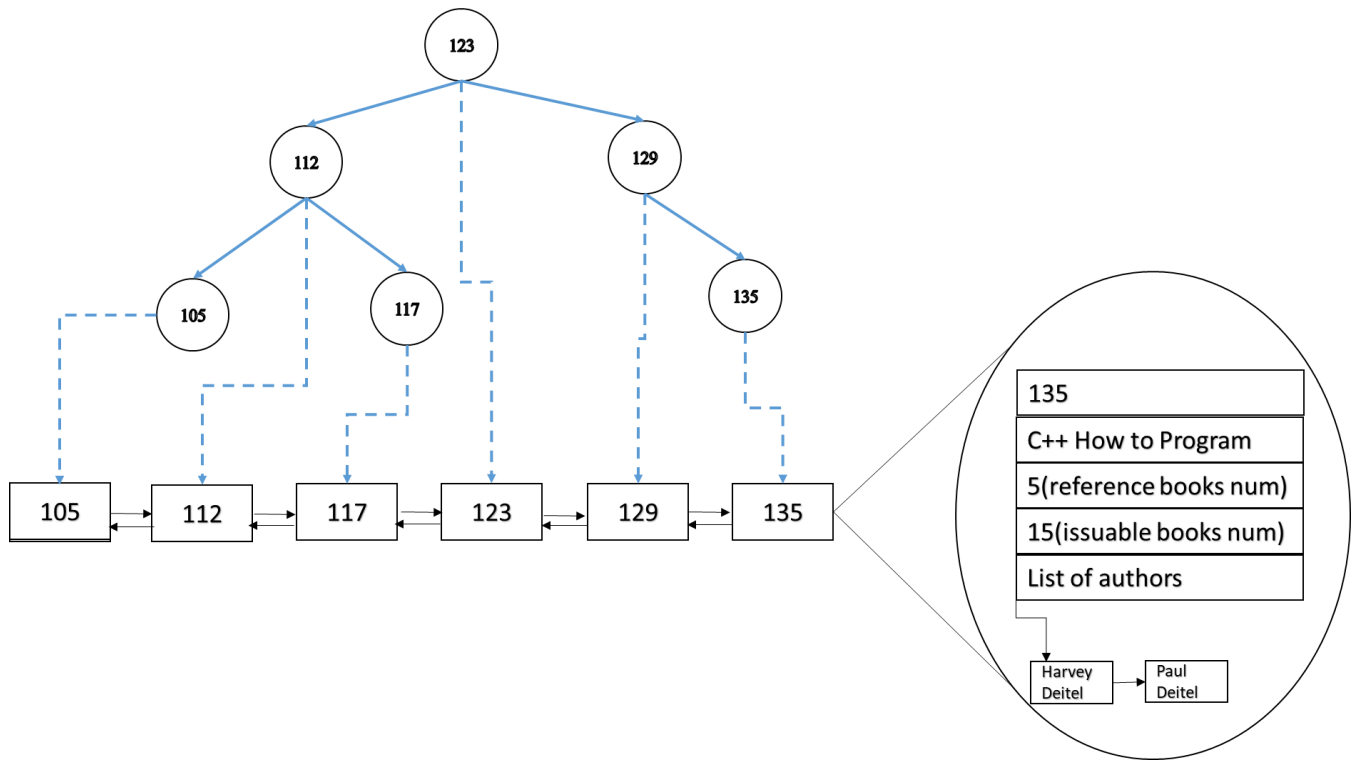 123
112
129
105
117
135
105
112
117
123
129
135
135
C++ How to Program
5(reference books num)
15(issuable books num)
List of authors
Harvey
Deitel
Paul
Deitel